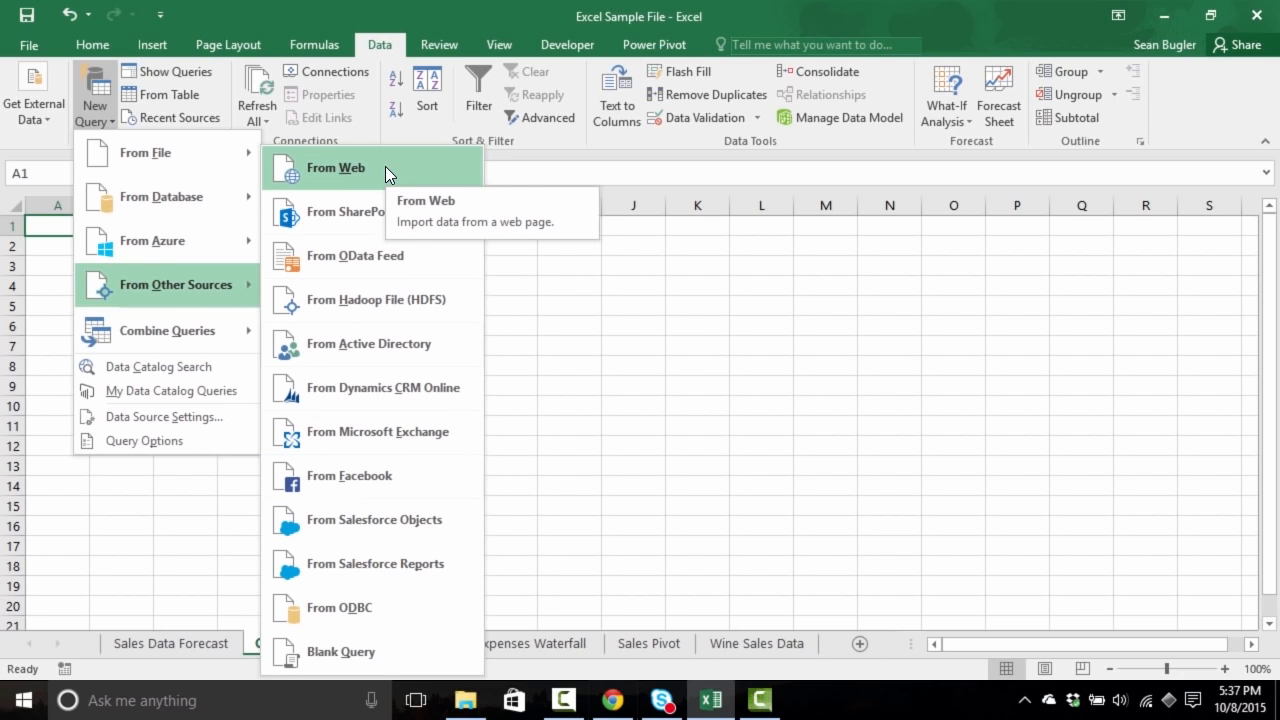 Excel Sample File - Excel
File Home Insert Page Layout Formulas Data Review View Developer Power Pivot Tell me what you want to do... Sean Bugler Share
Get External Data
New Query
Show Queries
From Table
Recent Sources
Refresh All
Connections
Properties
Edit Links
Connections
Sort
Filter
Clear
Reapply
Advanced
Sort & Filter
Text to Columns
Flash Fill
Remove Duplicates
Data Validation
Consolidate
Relationships
Manage Data Model
Data Tools
What-If Analysis
Forecast Sheet
Forecast
Group
Ungroup
Subtotal
Outline
A1
From File
From Database
From Azure
From Other Sources
Combine Queries
Data Catalog Search
My Data Catalog Queries
Data Source Settings...
Query Options
From Web
From SharePo
From OData Feed
From Hadoop File (HDFS)
From Active Directory
From Dynamics CRM Online
From Microsoft Exchange
From Facebook
From Salesforce Objects
From Salesforce Reports
From ODBC
Blank Query
From Web
Import data from a web page.
A J K L M N O P Q R S
1
2
3
4
5
6
7
8
9
10
11
12
13
14
15
16
17
18
19
20
21
Sales Data Forecast xpenses Waterfall Sales Pivot Wine Sales Data
Ready 100%
Ask me anything
5:37 PM
10/8/2015